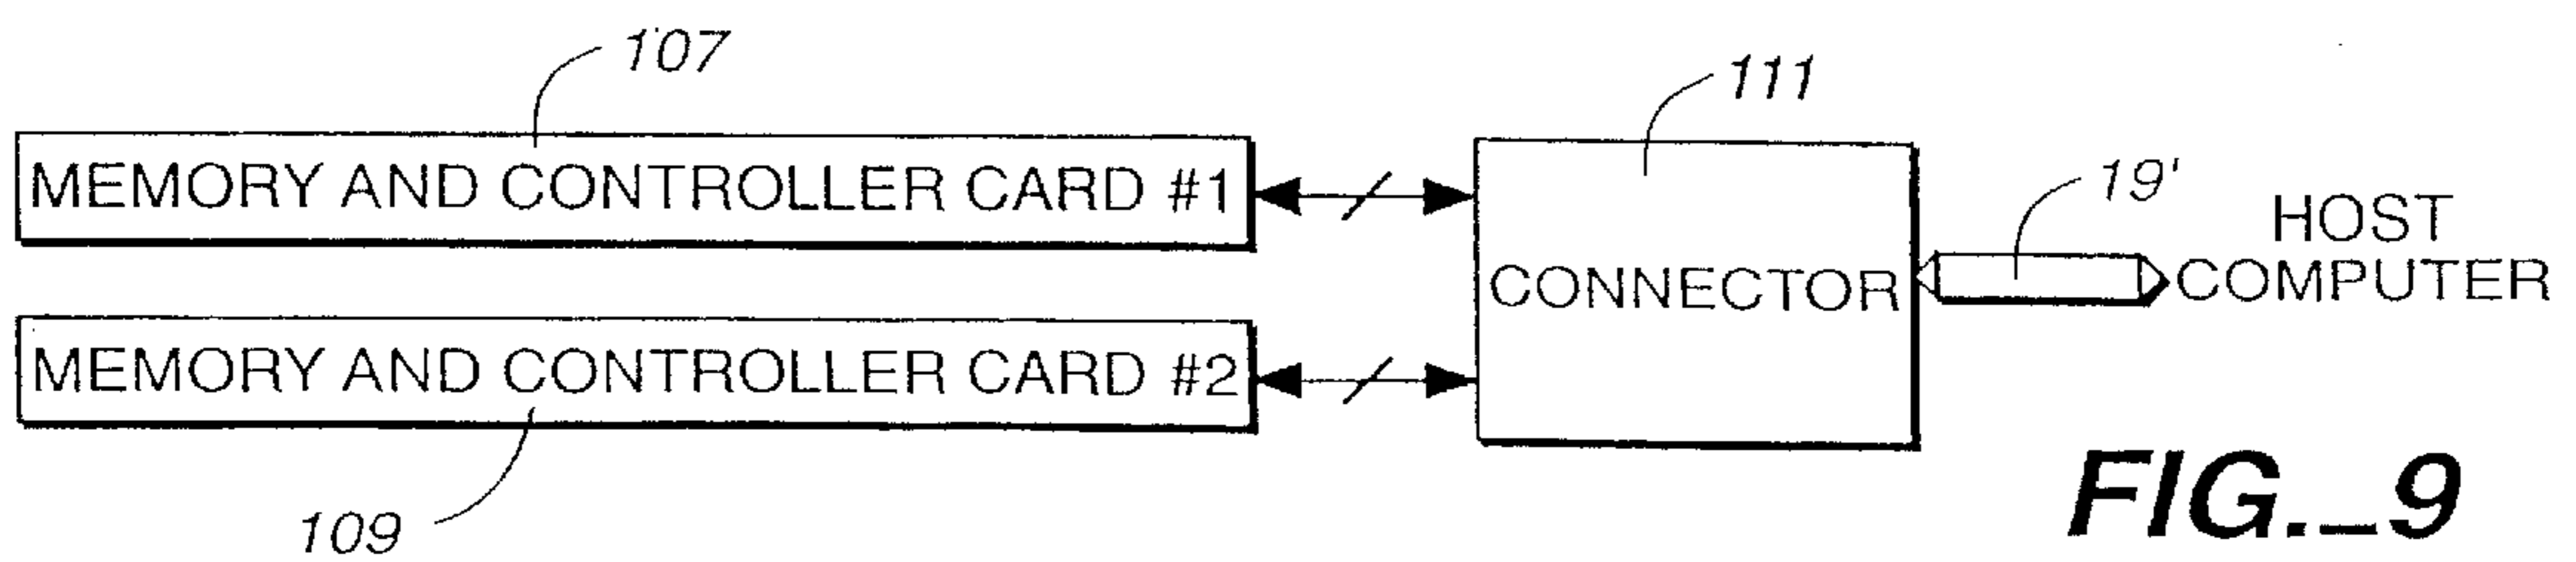 107
111
MEMORY AND CONTROLLER CARD #1
19'
HOST
COMPUTER
CONNECTOR
MEMORY AND CONTROLLER CARD #2
109
FIG._9